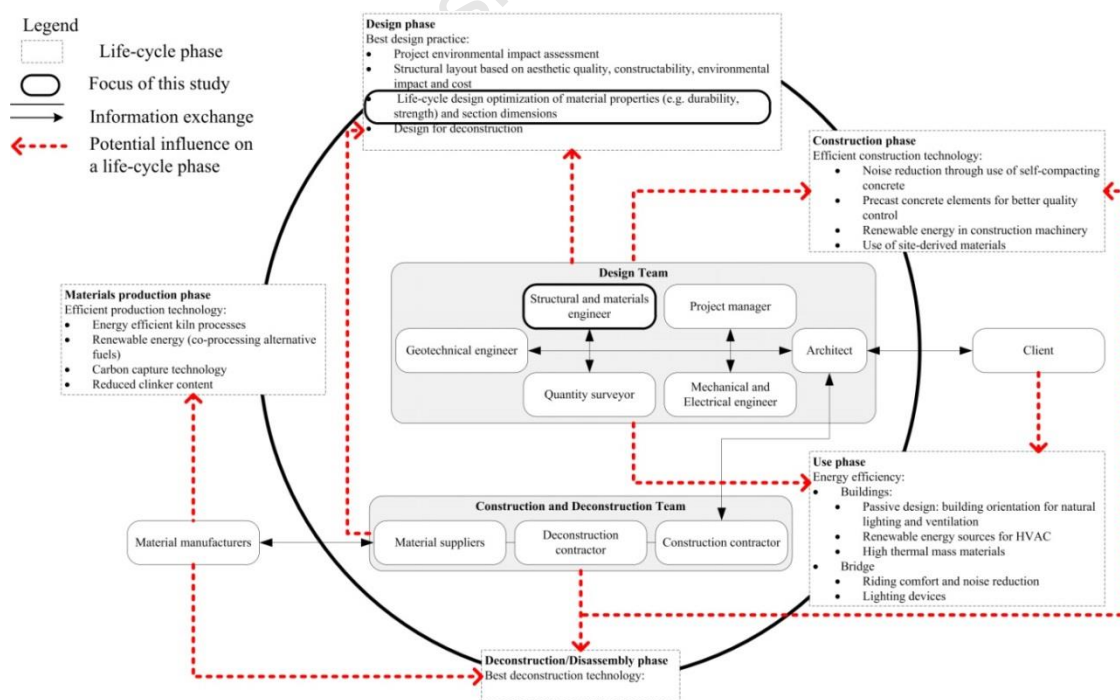 Legend
Life-cycle phase
Focus of this study
Information exchange
Potential influence on
a life-cycle phase
Design phase
Best design practice:
• Project environmental impact assessment
• Structural layout based on aesthetic quality, constructability, environmental
impact and cost
• Life-cycle design optimization of material properties (e.g. durability,
strength) and section dimensions
• Design for deconstruction
Construction phase
Efficient construction technology:
• Noise reduction through use of self-compacting
concrete
• Precast concrete elements for better quality
control
• Renewable energy in construction machinery
• Use of site-derived materials
Materials production phase
Efficient production technology:
• Energy efficient kiln processes
• Renewable energy (co-processing alternative
fuels)
• Carbon capture technology
• Reduced clinker content
Design Team
Structural and materials
engineer
Project manager
Geotechnical engineer
Architect
Client
Quantity surveyor
Mechanical and
Electrical engineer
Use phase
Energy efficiency:
• Buildings:
• Passive design: building orientation for natural
lighting and ventilation
• Renewable energy sources for HVAC
• High thermal mass materials
• Bridge
• Riding comfort and noise reduction
• Lighting devices
Construction and Deconstruction Team
Material manufacturers
Material suppliers
Deconstruction
contractor
Construction contractor
Deconstruction/Disassembly phase
Best deconstruction technology: